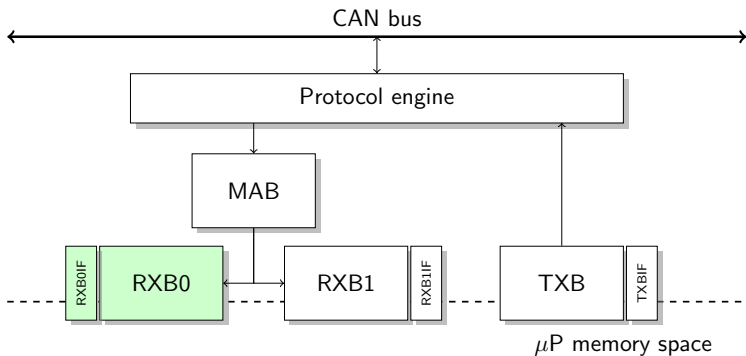 CAN bus
Protocol engine
MAB
RXB0IF
RXB0
RXB1
RXB1IF
TXB
TXBIF
μP memory space